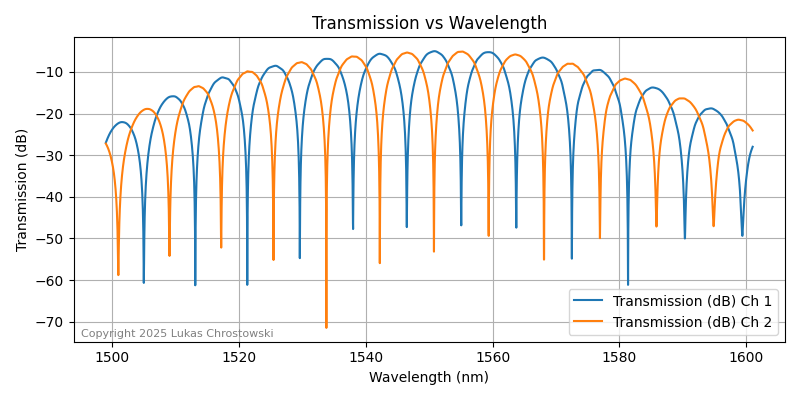 Transmission vs Wavelength
Transmission (dB)
−10
−20
−30
−40
−50
−60
−70
Transmission (dB) Ch 1
Transmission (dB) Ch 2
Copyright 2025 Lukas Chrostowski
1500
1520
1540
1560
1580
1600
Wavelength (nm)